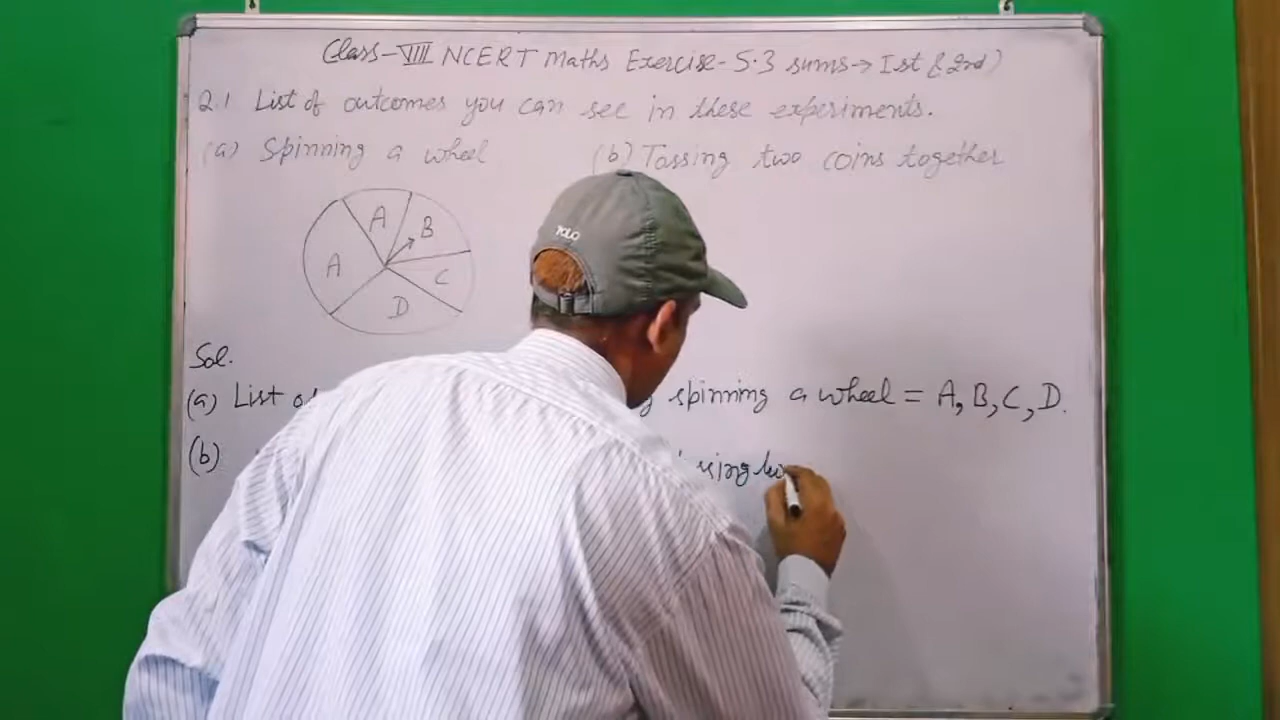 Class-VIII NCERT Maths Exercise-5.3 sums→Ist & 2nd)
Q.1 List of outcomes you can see in these experiments.
(a) Spinning a wheel (b) Tossing two coins together
A
B
A
C
D
POLO
Sol.
(a) List spinning a wheel = A, B, C, D.
(b)